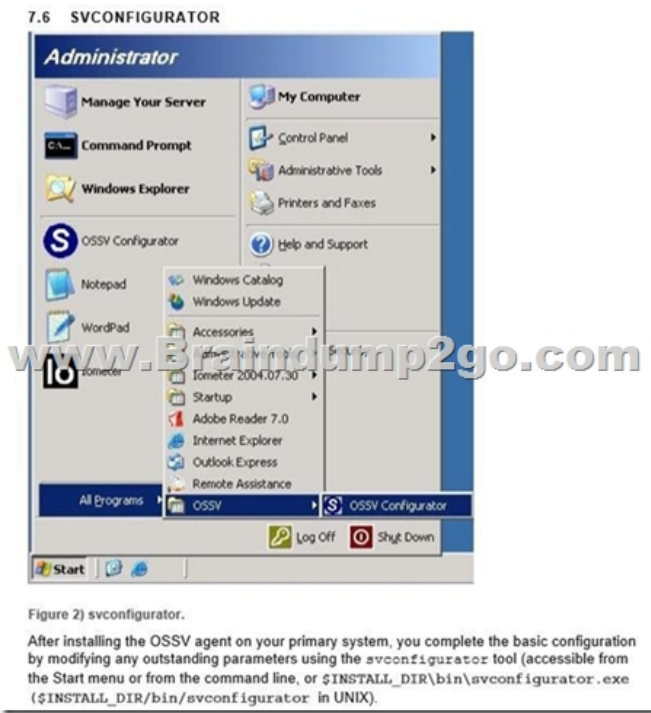 7.6 SVCONFIGURATOR
Administrator
Manage Your Server
Command Prompt
Windows Explorer
OSSV Configurator
Notepad
WordPad
Iometer
My Computer
Control Panel
Administrative Tools
Printers and Faxes
Help and Support
Windows Catalog
Windows Update
Accessories
Iometer 2004.07.30
Startup
Adobe Reader 7.0
Internet Explorer
Outlook Express
Remote Assistance
OSSV
OSSV Configurator
All Programs
Log Off
Shut Down
Start
www.Braindump2go.com
Figure 2) svconfigurator.
After installing the OSSV agent on your primary system, you complete the basic configuration
by modifying any outstanding parameters using the svconfigurator tool (accessible from
the Start menu or from the command line, or $INSTALL_DIR\bin\svconfigurator.exe
($INSTALL_DIR/bin/svconfigurator in UNIX).